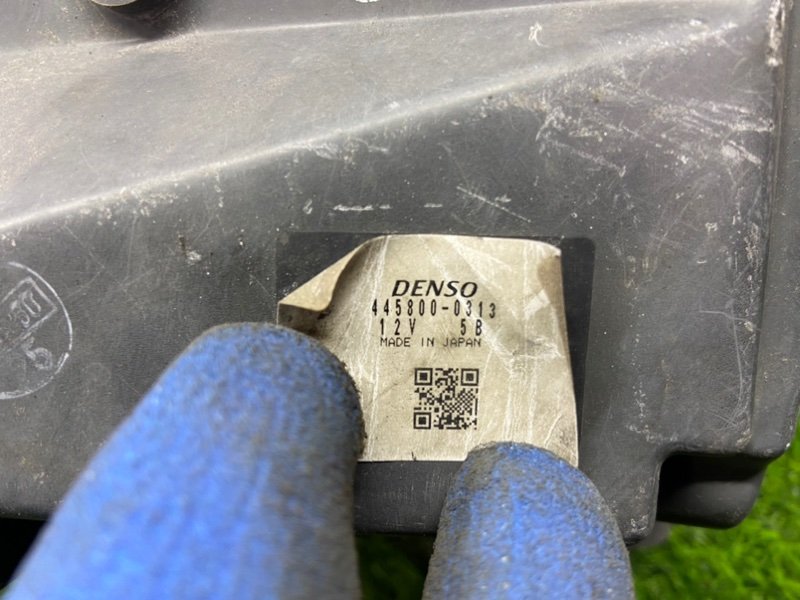 DENSO
445800-0313
12V 5B
MADE IN JAPAN